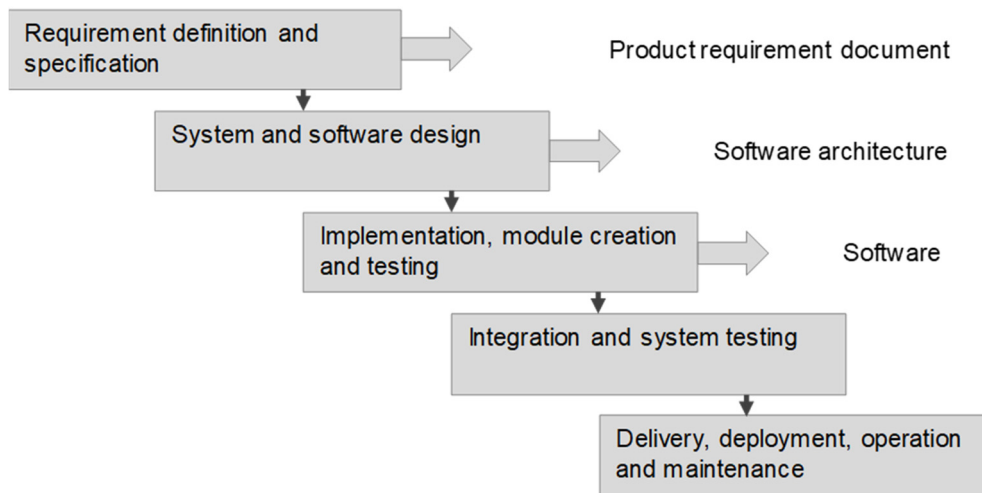 Requirement definition and
specification
Product requirement document
System and software design
Software architecture
Implementation, module creation
and testing
Software
Integration and system testing
Delivery, deployment, operation
and maintenance